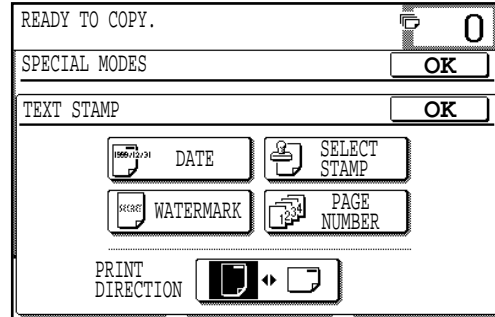 READY TO COPY.
0
SPECIAL MODES
OK
TEXT STAMP
OK
1999/12/31
DATE
SELECT
STAMP
SECRET
WATERMARK
1234
PAGE
NUMBER
PRINT
DIRECTION